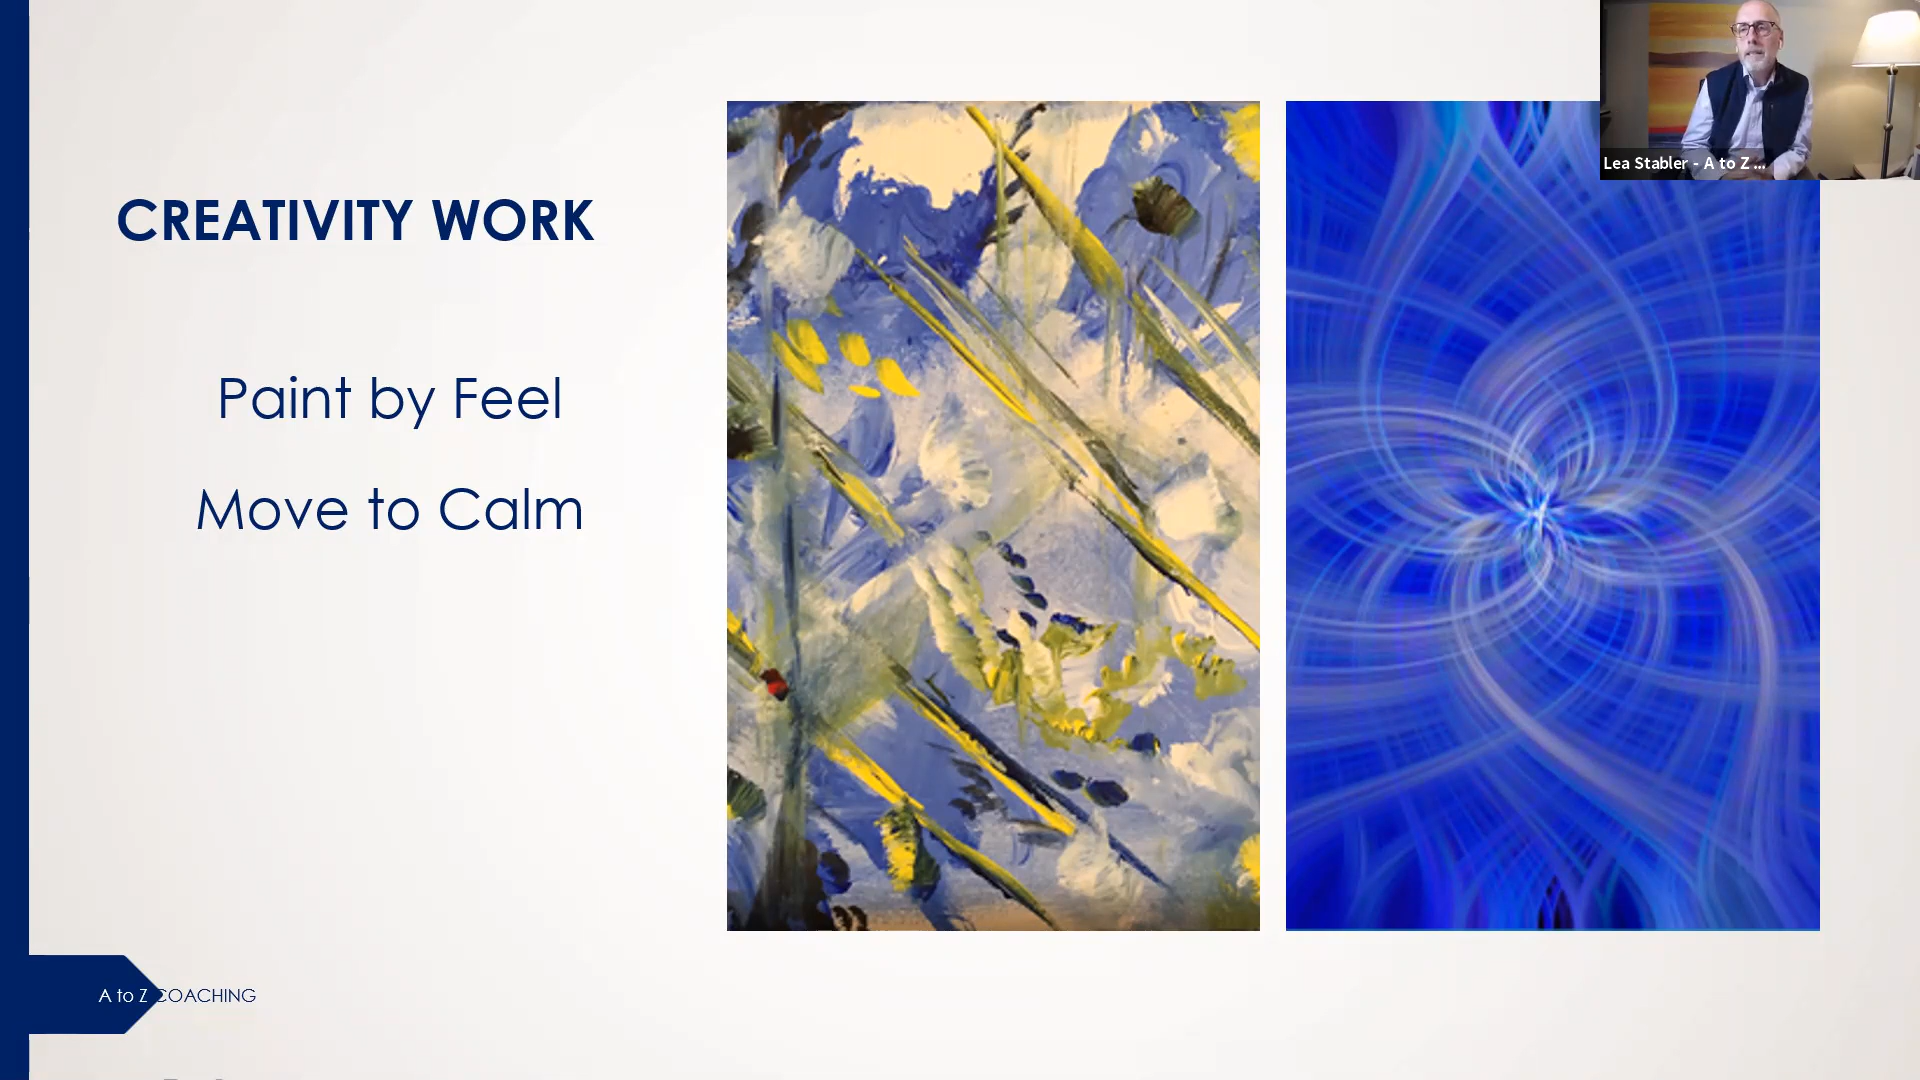 CREATIVITY WORK
Paint by Feel
Move to Calm
Lea Stabler - A to Z ...
A to Z COACHING